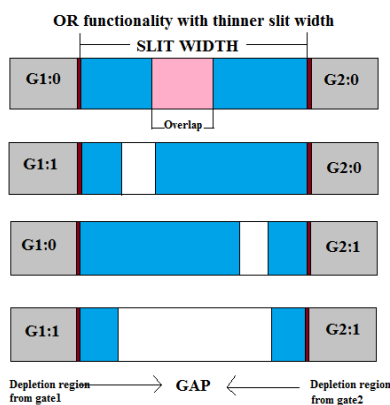 OR functionality with thinner slit width
SLIT WIDTH
G1:0
G2:0
Overlap
G1:1
G2:0
G1:0
G2:1
G1:1
G2:1
Depletion region
from gate1
GAP
Depletion region
from gate2